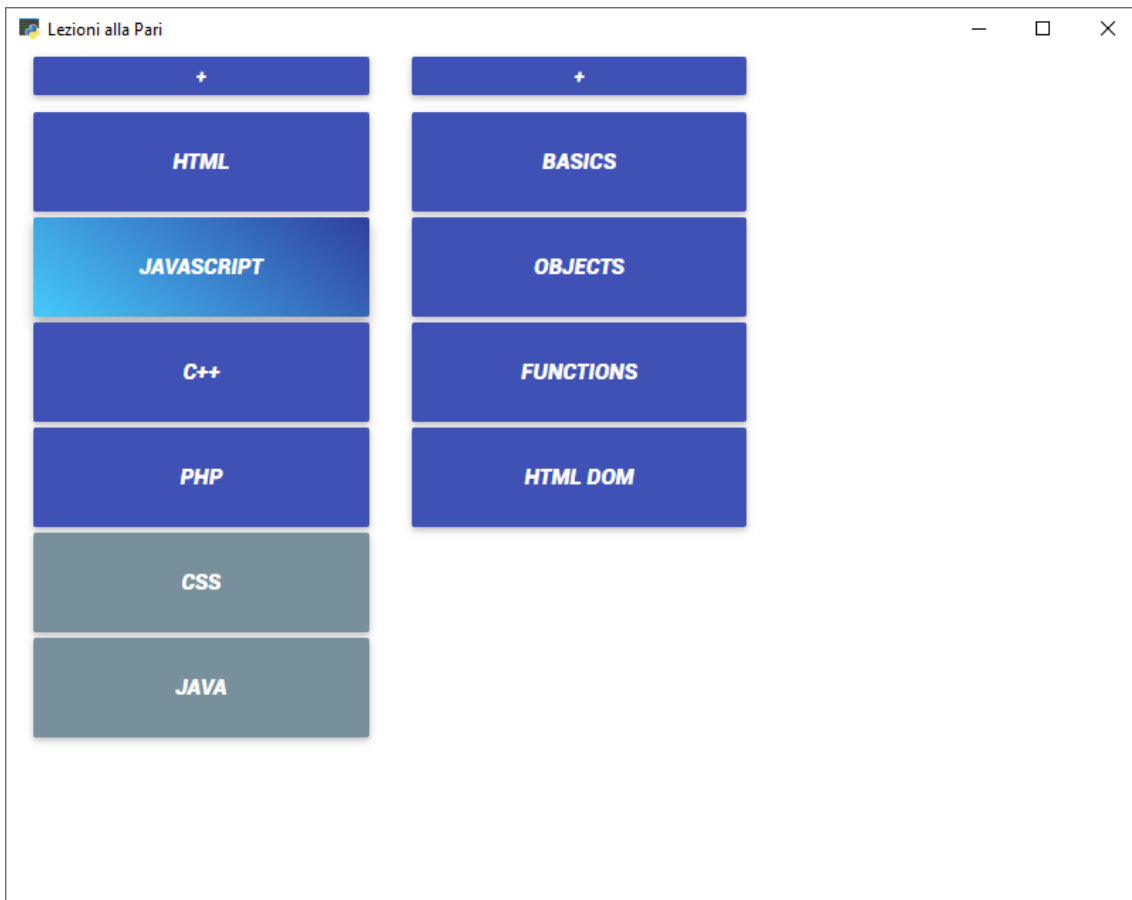 Lezioni alla Pari
+
HTML
JAVASCRIPT
C++
PHP
CSS
JAVA
+
BASICS
OBJECTS
FUNCTIONS
HTML DOM